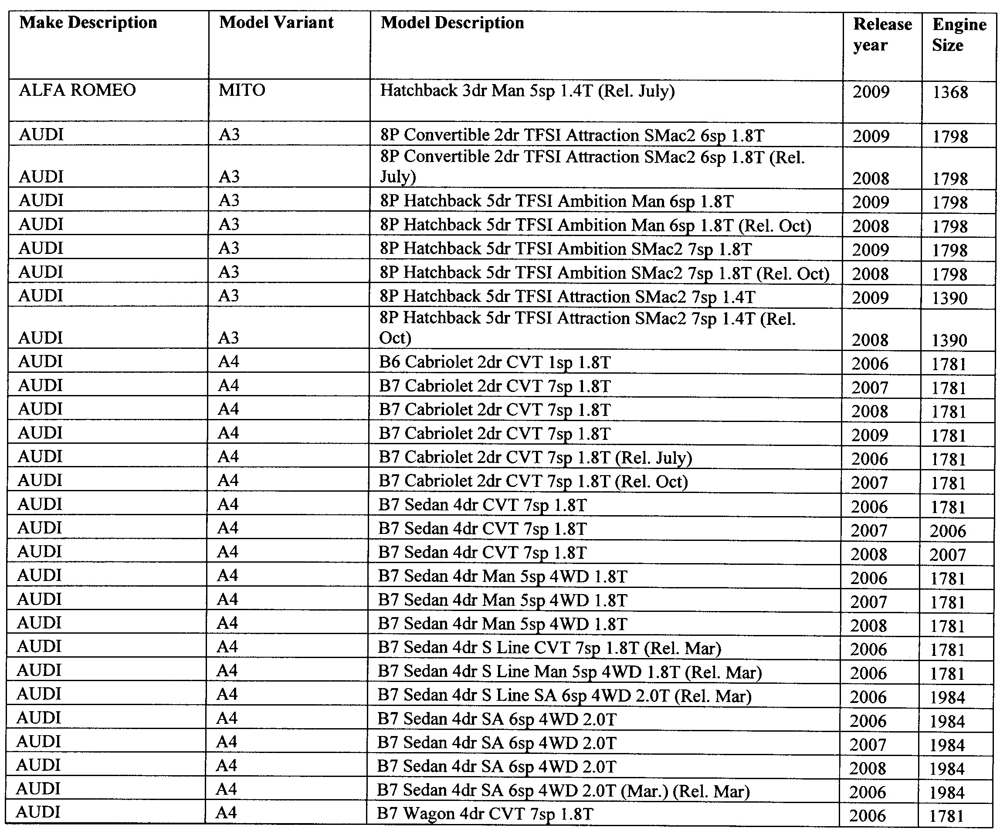 Make Description Model Variant Model Description Release Engine
year Size
ALFA ROMEO MITO Hatchback 3dr Man 5sp 1.4T (Rel. July) 2009 1368
AUDI A3 8P Convertible 2dr TFSI Attraction SMac2 6sp 1.8T 2009 1798
8P Convertible 2dr TFSI Attraction SMac2 6sp 1.8T (Rel.
AUDI A3 July) 2008 1798
AUDI A3 8P Hatchback 5dr TFSI Ambition Man 6sp 1.8T 2009 1798
AUDI A3 8P Hatchback 5dr TFSI Ambition Man 6sp 1.8T (Rel. Oct) 2008 1798
AUDI A3 8P Hatchback 5dr TFSI Ambition SMac2 7sp 1.8T 2009 1798
AUDI A3 8P Hatchback 5dr TFSI Ambition SMac2 7sp 1.8T (Rel. Oct) 2008 1798
AUDI A3 8P Hatchback 5dr TFSI Attraction SMac2 7sp 1.4T 2009 1390
8P Hatchback 5dr TFSI Attraction SMac2 7sp 1.4T (Rel.
AUDI A3 Oct) 2008 1390
AUDI A4 B6 Cabriolet 2dr CVT 1sp 1.8T 2006 1781
AUDI A4 B7 Cabriolet 2dr CVT 7sp 1.8T 2007 1781
AUDI A4 B7 Cabriolet 2dr CVT 7sp 1.8T 2008 1781
AUDI A4 B7 Cabriolet 2dr CVT 7sp 1.8T 2009 1781
AUDI A4 B7 Cabriolet 2dr CVT 7sp 1.8T (Rel. July) 2006 1781
AUDI A4 B7 Cabriolet 2dr CVT 7sp 1.8T (Rel. Oct) 2007 1781
AUDI A4 B7 Sedan 4dr CVT 7sp 1.8T 2006 1781
AUDI A4 B7 Sedan 4dr CVT 7sp 1.8T 2007 2006
AUDI A4 B7 Sedan 4dr CVT 7sp 1.8T 2008 2007
AUDI A4 B7 Sedan 4dr Man 5sp 4WD 1.8T 2006 1781
AUDI A4 B7 Sedan 4dr Man 5sp 4WD 1.8T 2007 1781
AUDI A4 B7 Sedan 4dr Man 5sp 4WD 1.8T 2008 1781
AUDI A4 B7 Sedan 4dr S Line CVT 7sp 1.8T (Rel. Mar) 2006 1781
AUDI A4 B7 Sedan 4dr S Line Man 5sp 4WD 1.8T (Rel. Mar) 2006 1781
AUDI A4 B7 Sedan 4dr S Line SA 6sp 4WD 2.0T (Rel. Mar) 2006 1984
AUDI A4 B7 Sedan 4dr SA 6sp 4WD 2.0T 2006 1984
AUDI A4 B7 Sedan 4dr SA 6sp 4WD 2.0T 2007 1984
AUDI A4 B7 Sedan 4dr SA 6sp 4WD 2.0T 2008 1984
AUDI A4 B7 Sedan 4dr SA 6sp 4WD 2.0T (Mar.) (Rel. Mar) 2006 1984
AUDI A4 B7 Wagon 4dr CVT 7sp 1.8T 2006 1781